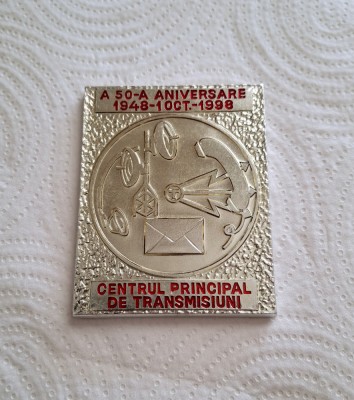 A 50-A ANIVERSARE
1948-1 OCT.-1998
CENTRUL PRINCIPAL
DE TRANSMISIUNI